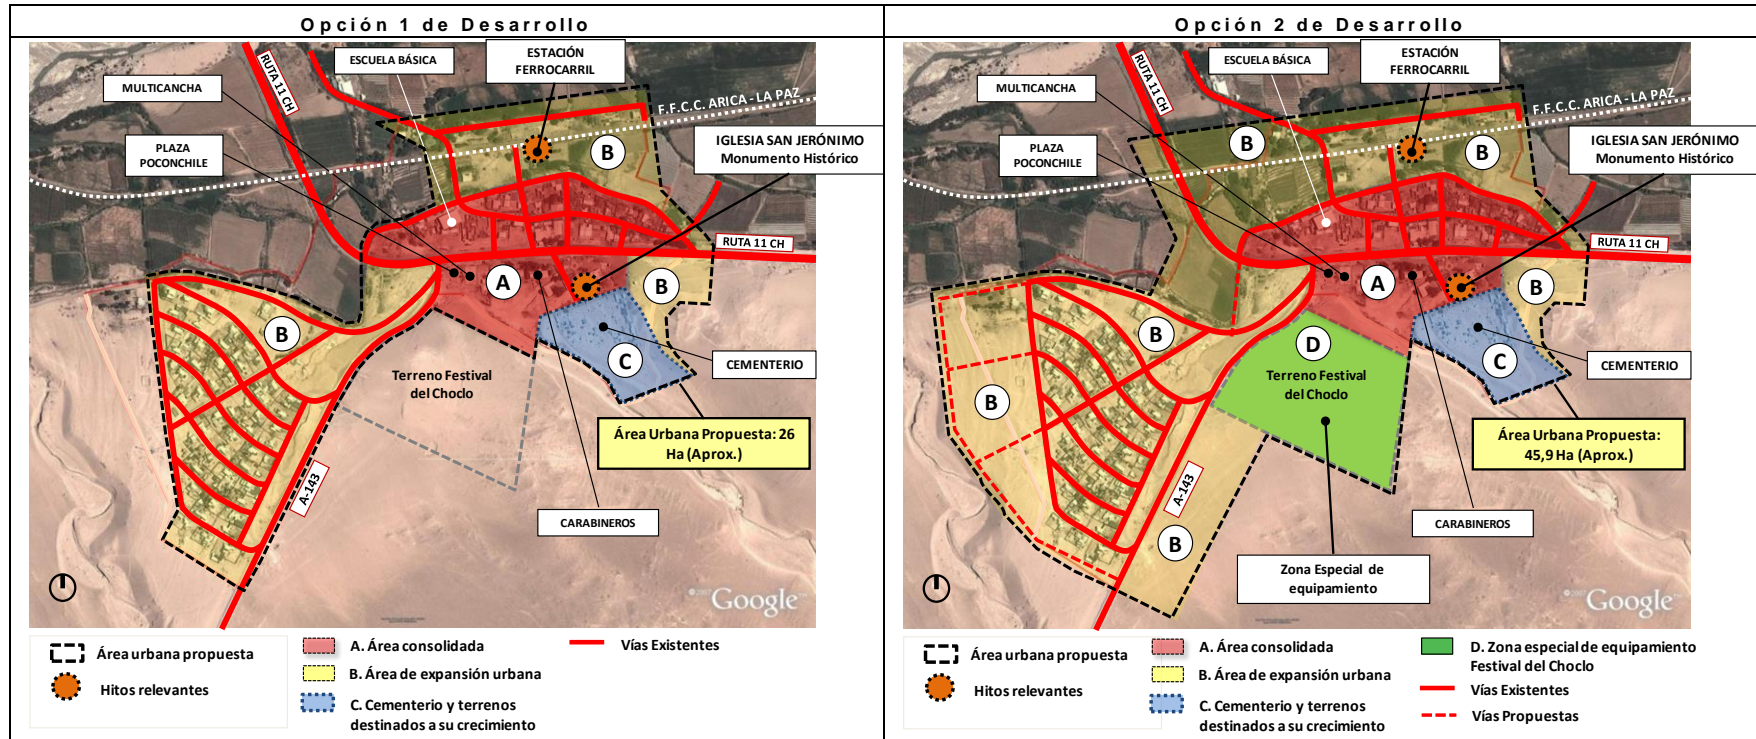 Opción 1 de Desarrollo
RUTA 11 CH
ESCUELA BÁSICA
ESTACIÓN
FERROCARRIL
MULTICANCHA
F.F.C.C. ARICA - LA PAZ
PLAZA
POCONCHILE
B
IGLESIA SAN JERÓNIMO
Monumento Histórico
RUTA 11 CH
A
B
B
C
CEMENTERIO
Terreno Festival
del Choclo
Área Urbana Propuesta: 26
Ha (Aprox.)
A-143
CARABINEROS
©2007 Google™
Área urbana propuesta
Hitos relevantes
A. Área consolidada
B. Área de expansión urbana
C. Cementerio y terrenos
destinados a su crecimiento
Vías Existentes
Opción 2 de Desarrollo
RUTA 11 CH
ESCUELA BÁSICA
ESTACIÓN
FERROCARRIL
MULTICANCHA
F.F.C.C. ARICA - LA PAZ
PLAZA
POCONCHILE
B
B
IGLESIA SAN JERÓNIMO
Monumento Histórico
RUTA 11 CH
A
B
B
D
C
CEMENTERIO
Terreno Festival
del Choclo
B
Área Urbana Propuesta:
45,9 Ha (Aprox.)
A-143
CARABINEROS
B
Zona Especial de
equipamiento
©2007 Google™
Área urbana propuesta
Hitos relevantes
A. Área consolidada
B. Área de expansión urbana
C. Cementerio y terrenos
destinados a su crecimiento
D. Zona especial de equipamiento
Festival del Choclo
Vías Existentes
Vías Propuestas